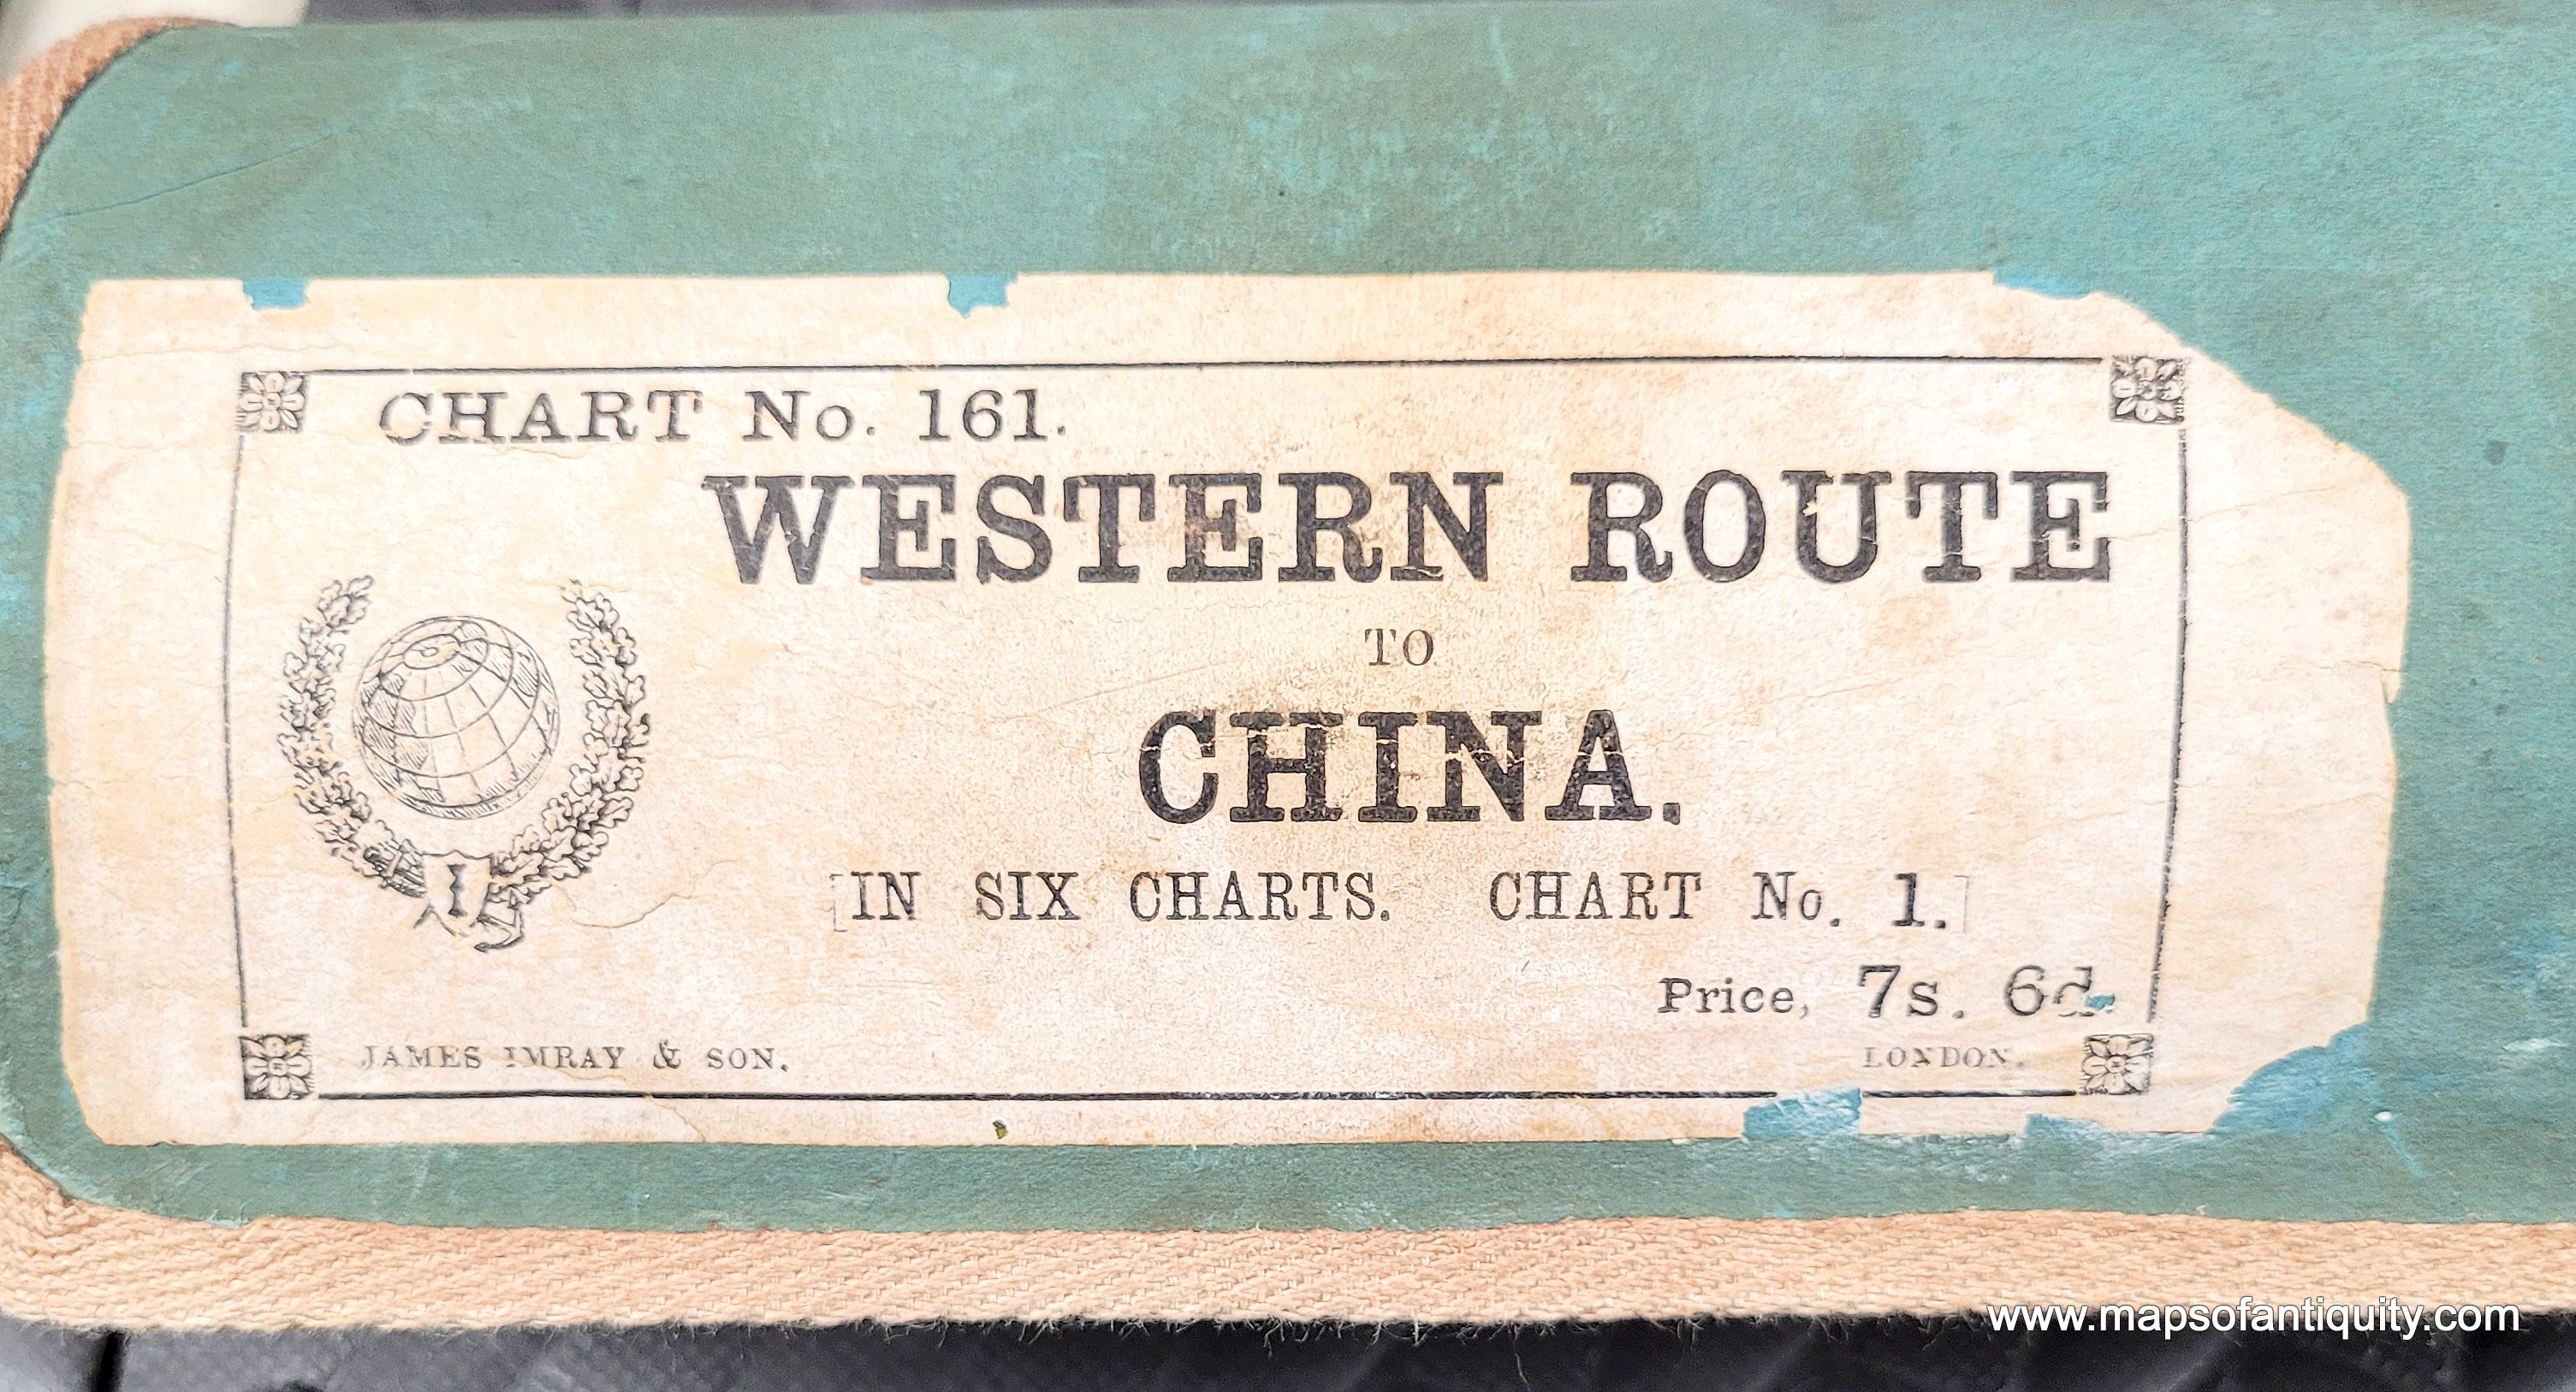 CHART No. 161.
WESTERN ROUTE
TO
CHINA.
[IN SIX CHARTS. CHART No. 1.]
Price, 7s. 6d.
I
JAMES IMRAY & SON. LONDON.
www.mapsofantiquity.com